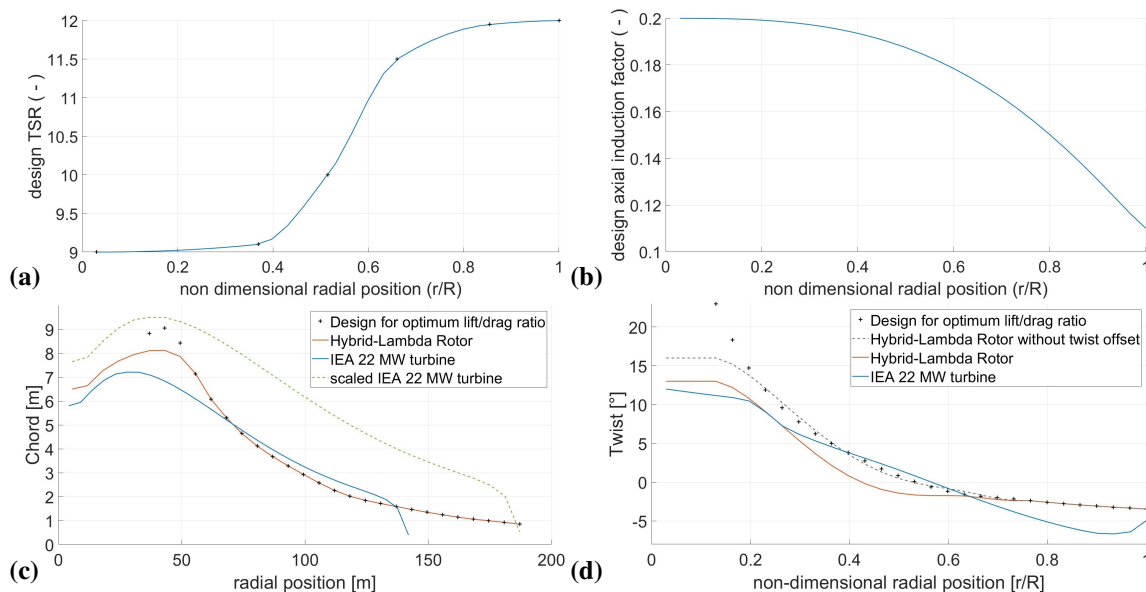 12
11.5
11
10.5
10
9.5
9
design TSR ( - )
0
0.2
0.4
0.6
0.8
1
(a)
non dimensional radial position (r/R)
0.2
0.18
0.16
0.14
0.12
0.1
design axial induction factor ( - )
0
0.2
0.4
0.6
0.8
1
(b)
non dimensional radial position (r/R)
9
8
7
6
5
4
3
2
1
0
Chord [m]
Design for optimum lift/drag ratio
Hybrid-Lambda Rotor
IEA 22 MW turbine
scaled IEA 22 MW turbine
0
50
100
150
200
(c)
radial position [m]
20
15
10
5
0
-5
Twist [°]
Design for optimum lift/drag ratio
Hybrid-Lambda Rotor without twist offset
Hybrid-Lambda Rotor
IEA 22 MW turbine
0
0.2
0.4
0.6
0.8
1
(d)
non-dimensional radial position [r/R]